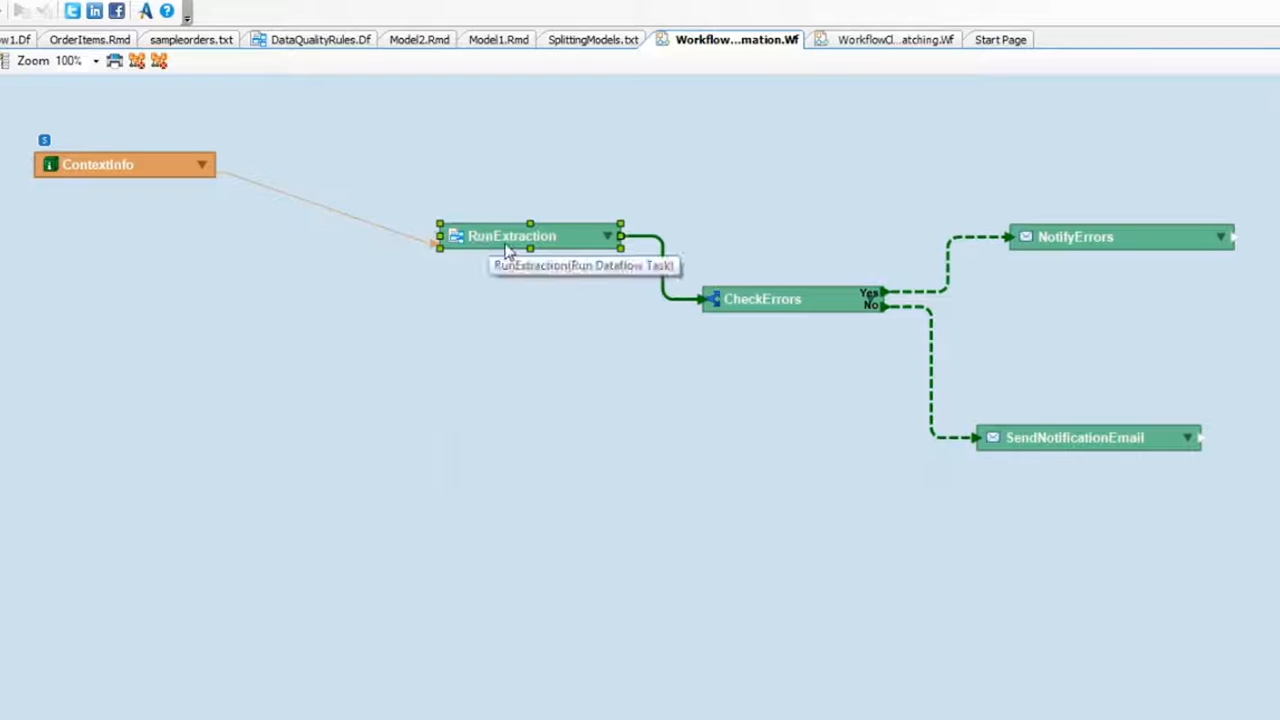 w1.Df OrderItems.Rmd sampleorders.txt DataQualityRules.Df Model2.Rmd Model1.Rmd SplittingModels.txt Workflow...mation.Wf WorkflowCl...atching.Wf Start Page
Zoom 100%
S
ContextInfo
RunExtraction
NotifyErrors
RunExtraction(Run Dataflow Task)
Yes
CheckErrors
No
SendNotificationEmail